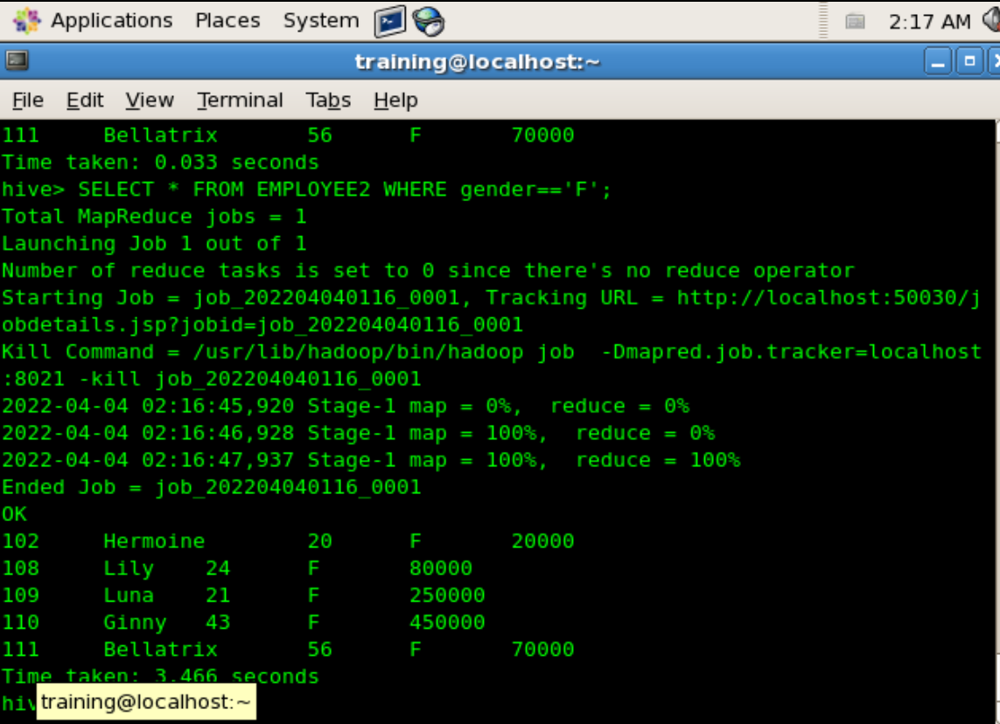 Applications Places System 2:17 AM
training@localhost:~
File Edit View Terminal Tabs Help
111 Bellatrix 56 F 70000
Time taken: 0.033 seconds
hive> SELECT * FROM EMPLOYEE2 WHERE gender=='F';
Total MapReduce jobs = 1
Launching Job 1 out of 1
Number of reduce tasks is set to 0 since there's no reduce operator
Starting Job = job_202204040116_0001, Tracking URL = http://localhost:50030/j
obdetails.jsp?jobid=job_202204040116_0001
Kill Command = /usr/lib/hadoop/bin/hadoop job  -Dmapred.job.tracker=localhost
:8021 -kill job_202204040116_0001
2022-04-04 02:16:45,920 Stage-1 map = 0%,  reduce = 0%
2022-04-04 02:16:46,928 Stage-1 map = 100%,  reduce = 0%
2022-04-04 02:16:47,937 Stage-1 map = 100%,  reduce = 100%
Ended Job = job_202204040116_0001
OK
102 Hermoine 20 F 20000
108 Lily 24 F 80000
109 Luna 21 F 250000
110 Ginny 43 F 450000
111 Bellatrix 56 F 70000
Time taken: 3.466 seconds
hiv training@localhost:~